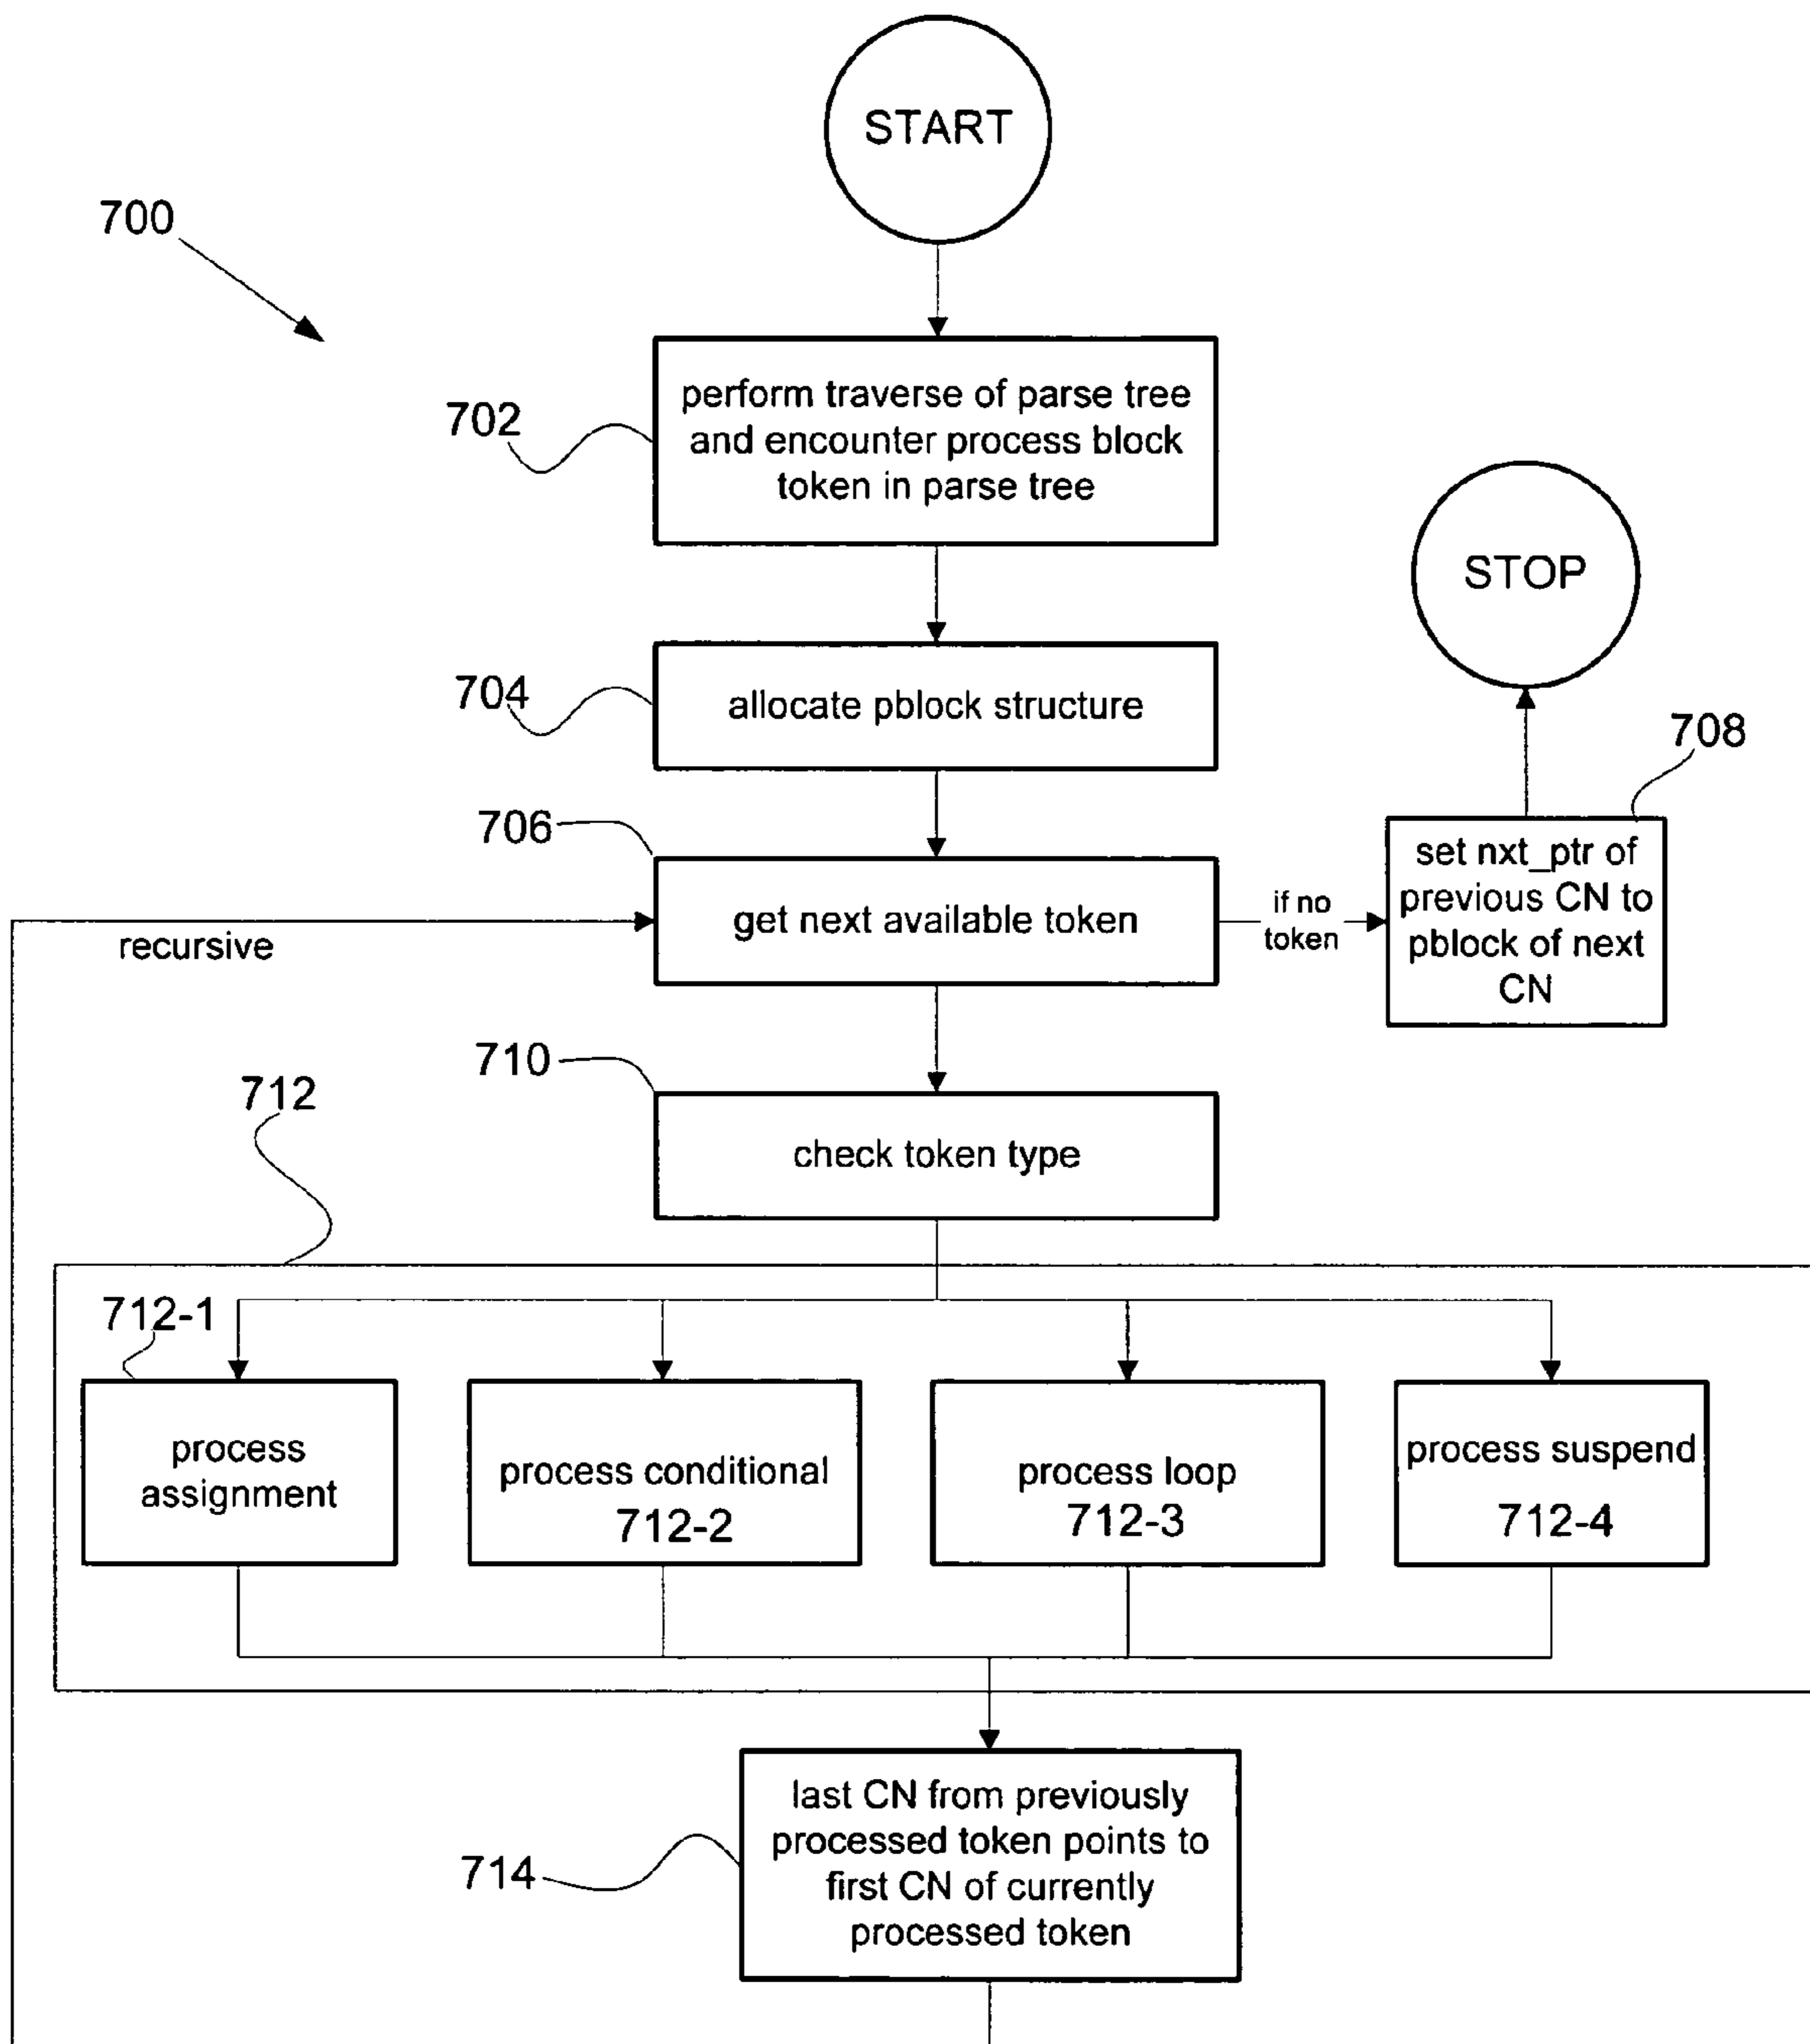 START
700
702
perform traverse of parse tree
and encounter process block
token in parse tree
STOP
704
allocate pblock structure
708
706
get next available token
if no
token
set nxt_ptr of
previous CN to
pblock of next
CN
recursive
710
check token type
712
712-1
process
assignment
process conditional
712-2
process loop
712-3
process suspend
712-4
714
last CN from previously
processed token points to
first CN of currently
processed token